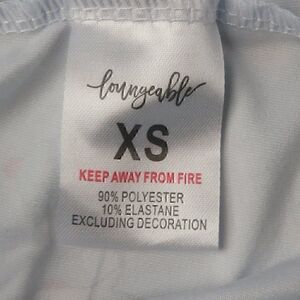 loungeable
XS
KEEP AWAY FROM FIRE
90% POLYESTER
10% ELASTANE
EXCLUDING DECORATION